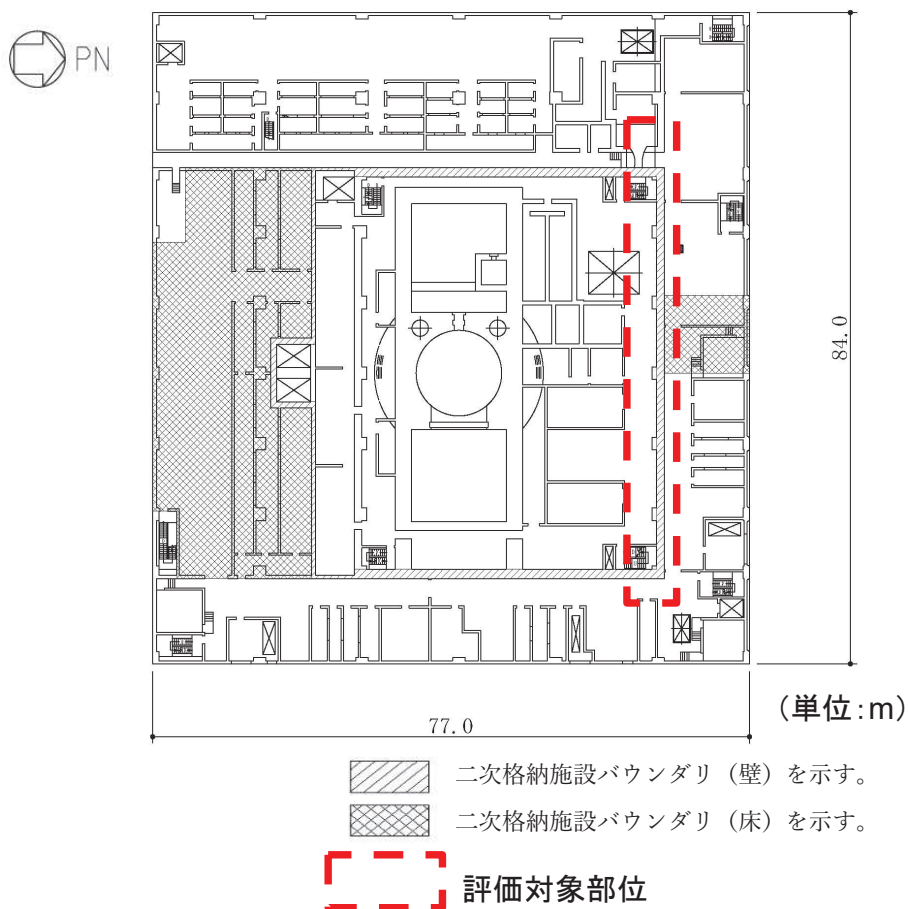 PN
84.0
(単位:m)
77.0
二次格納施設バウンダリ（壁）を示す。
二次格納施設バウンダリ（床）を示す。
評価対象部位